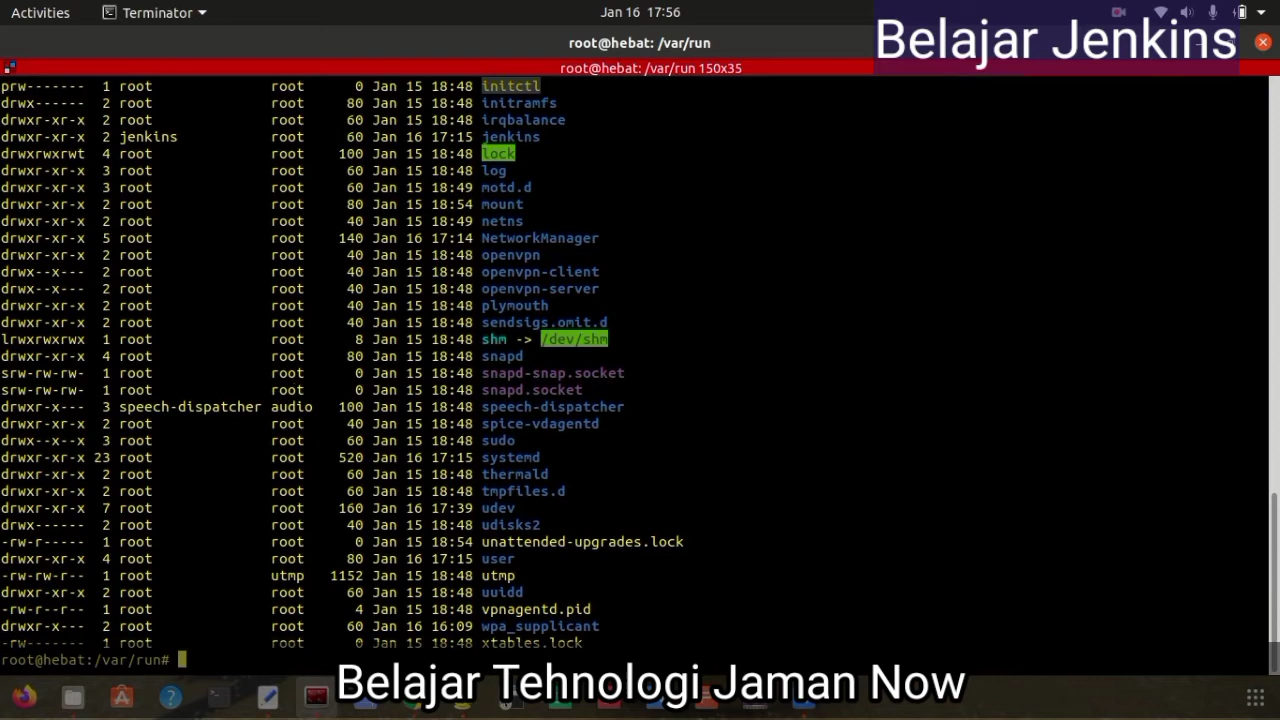 Activities Terminator Jan 16 17:56
Belajar Jenkins
root@hebat: /var/run
root@hebat: /var/run 150x35
prw------- 1 root root 0 Jan 15 18:48 initctl
drwx------ 2 root root 80 Jan 15 18:48 initramfs
drwxr-xr-x 2 root root 60 Jan 15 18:48 irqbalance
drwxr-xr-x 2 jenkins root 60 Jan 16 17:15 jenkins
drwxrwxrwt 4 root root 100 Jan 15 18:48 lock
drwxr-xr-x 3 root root 60 Jan 15 18:48 log
drwxr-xr-x 3 root root 60 Jan 15 18:49 motd.d
drwxr-xr-x 2 root root 80 Jan 15 18:54 mount
drwxr-xr-x 2 root root 40 Jan 15 18:49 netns
drwxr-xr-x 5 root root 140 Jan 16 17:14 NetworkManager
drwxr-xr-x 2 root root 40 Jan 15 18:48 openvpn
drwx--x--- 2 root root 40 Jan 15 18:48 openvpn-client
drwx--x--- 2 root root 40 Jan 15 18:48 openvpn-server
drwxr-xr-x 2 root root 40 Jan 15 18:48 plymouth
drwxr-xr-x 2 root root 40 Jan 15 18:48 sendsigs.omit.d
lrwxrwxrwx 1 root root 8 Jan 15 18:48 shm -> /dev/shm
drwxr-xr-x 4 root root 80 Jan 15 18:48 snapd
srw-rw-rw- 1 root root 0 Jan 15 18:48 snapd-snap.socket
srw-rw-rw- 1 root root 0 Jan 15 18:48 snapd.socket
drwxr-x--- 3 speech-dispatcher audio 100 Jan 15 18:48 speech-dispatcher
drwxr-xr-x 2 root root 40 Jan 15 18:48 spice-vdagentd
drwx--x--x 3 root root 60 Jan 15 18:48 sudo
drwxr-xr-x 23 root root 520 Jan 16 17:15 systemd
drwxr-xr-x 2 root root 60 Jan 15 18:48 thermald
drwxr-xr-x 2 root root 60 Jan 15 18:48 tmpfiles.d
drwxr-xr-x 7 root root 160 Jan 16 17:39 udev
drwx------ 2 root root 40 Jan 15 18:48 udisks2
-rw-r----- 1 root root 0 Jan 15 18:54 unattended-upgrades.lock
drwxr-xr-x 4 root root 80 Jan 16 17:15 user
-rw-rw-r-- 1 root utmp 1152 Jan 15 18:48 utmp
drwxr-xr-x 2 root root 60 Jan 15 18:48 uuidd
-rw-r--r-- 1 root root 4 Jan 15 18:48 vpnagentd.pid
drwxr-x--- 2 root root 60 Jan 16 16:09 wpa_supplicant
-rw------- 1 root root 0 Jan 15 18:48 xtables.lock
root@hebat:/var/run#
Belajar Tehnologi Jaman Now